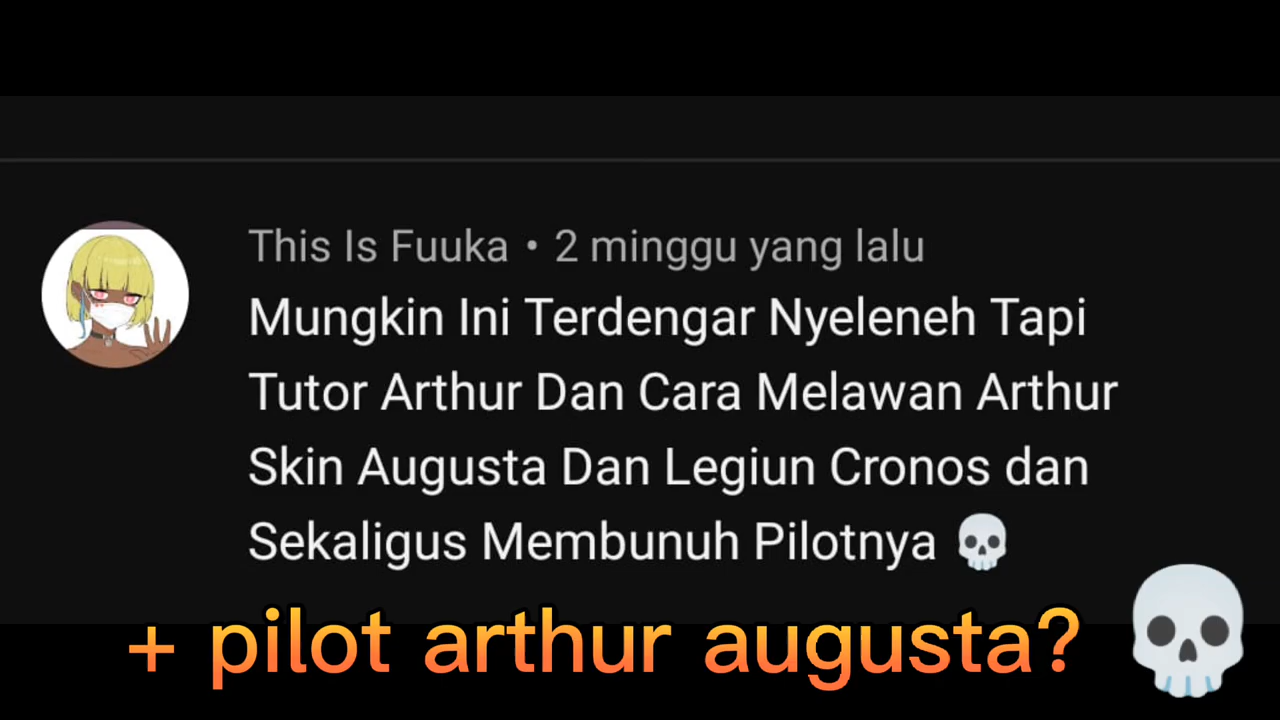 This Is Fuuka • 2 minggu yang lalu
Mungkin Ini Terdengar Nyeleneh Tapi
Tutor Arthur Dan Cara Melawan Arthur
Skin Augusta Dan Legiun Cronos dan
Sekaligus Membunuh Pilotnya 💀
+ pilot arthur augusta? 💀